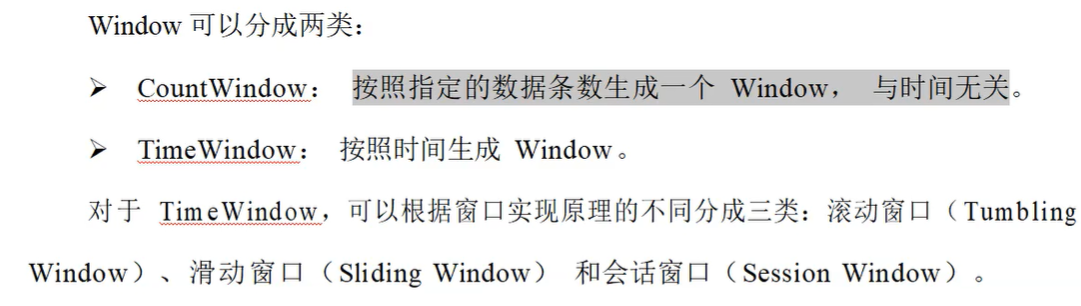 Window 可以分成两类：
➢ CountWindow： 按照指定的数据条数生成一个 Window， 与时间无关。
➢ TimeWindow： 按照时间生成 Window。
对于 TimeWindow，可以根据窗口实现原理的不同分成三类：滚动窗口（Tumbling
Window）、滑动窗口（Sliding Window） 和会话窗口（Session Window）。